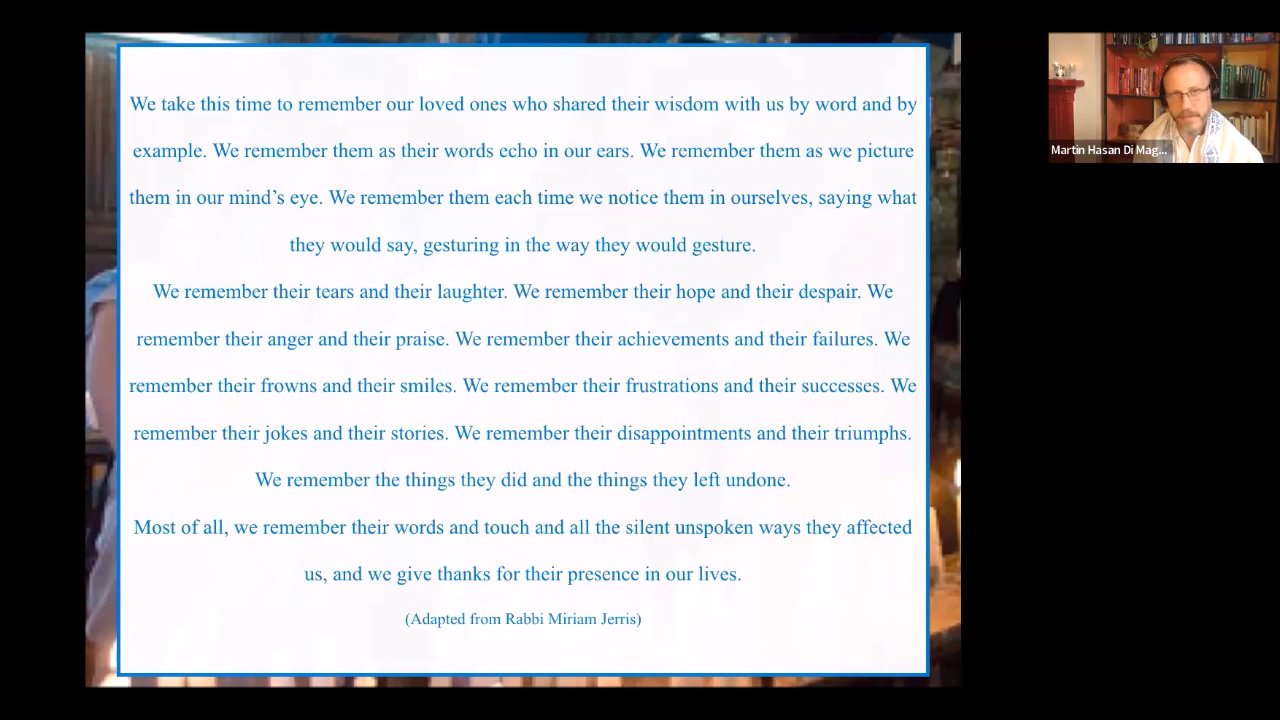 We take this time to remember our loved ones who shared their wisdom with us by word and by
example. We remember them as their words echo in our ears. We remember them as we picture
them in our mind’s eye. We remember them each time we notice them in ourselves, saying what
they would say, gesturing in the way they would gesture.
We remember their tears and their laughter. We remember their hope and their despair. We
remember their anger and their praise. We remember their achievements and their failures. We
remember their frowns and their smiles. We remember their frustrations and their successes. We
remember their jokes and their stories. We remember their disappointments and their triumphs.
We remember the things they did and the things they left undone.
Most of all, we remember their words and touch and all the silent unspoken ways they affected
us, and we give thanks for their presence in our lives.
(Adapted from Rabbi Miriam Jerris)
Martin Hasan Di Mag...